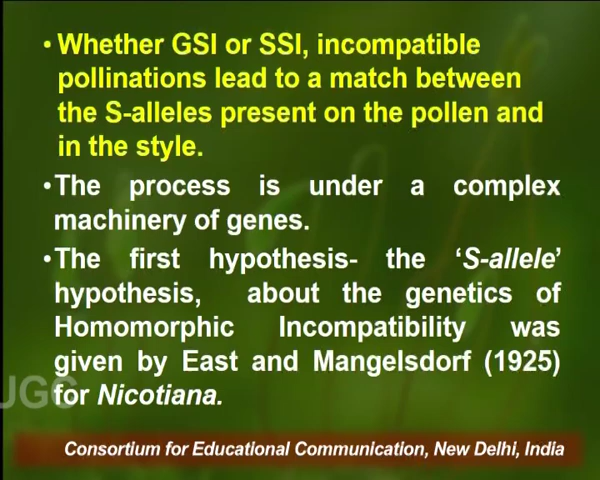 • Whether GSI or SSI, incompatible
pollinations lead to a match between
the S-alleles present on the pollen and
in the style.
•The process is under a complex
machinery of genes.
•The first hypothesis- the ‘S-allele’
hypothesis, about the genetics of
Homomorphic Incompatibility was
given by East and Mangelsdorf (1925)
for Nicotiana.
UGC
Consortium for Educational Communication, New Delhi, India